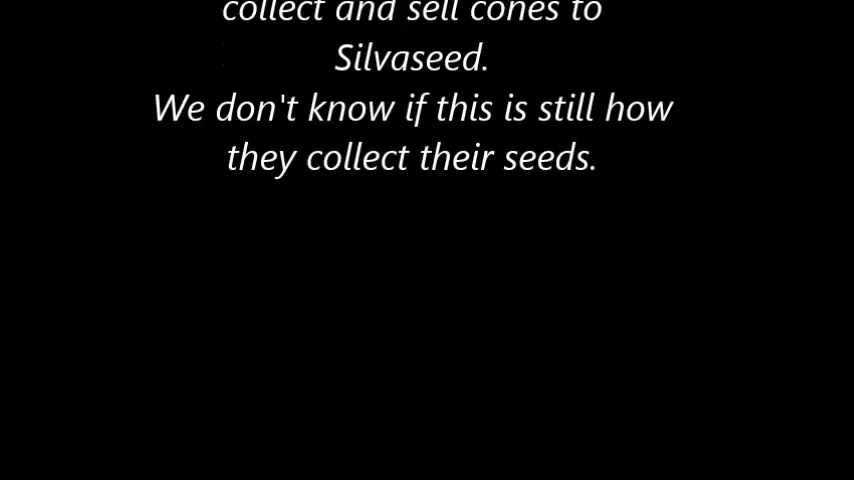 collect and sell cones to
Silvaseed.
We don't know if this is still how
they collect their seeds.